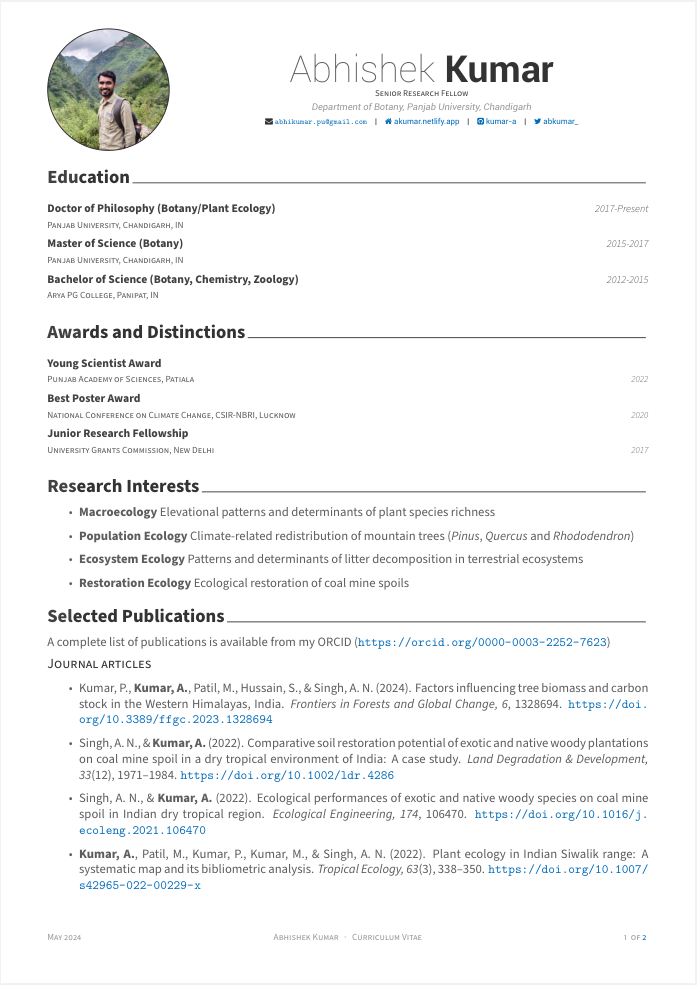 Abhishek Kumar
Senior Research Fellow
Department of Botany, Panjab University, Chandigarh
abhikumar.pu@gmail.com | akumar.netlify.app | kumar-a | abkumar_
Education
Doctor of Philosophy (Botany/Plant Ecology) 2017-Present
Panjab University, Chandigarh, IN
Master of Science (Botany) 2015-2017
Panjab University, Chandigarh, IN
Bachelor of Science (Botany, Chemistry, Zoology) 2012-2015
Arya PG College, Panipat, IN
Awards and Distinctions
Young Scientist Award
Punjab Academy of Sciences, Patiala 2022
Best Poster Award
National Conference on Climate Change, CSIR-NBRI, Lucknow 2020
Junior Research Fellowship
University Grants Commission, New Delhi 2017
Research Interests
• Macroecology Elevational patterns and determinants of plant species richness
• Population Ecology Climate-related redistribution of mountain trees (Pinus, Quercus and Rhododendron)
• Ecosystem Ecology Patterns and determinants of litter decomposition in terrestrial ecosystems
• Restoration Ecology Ecological restoration of coal mine spoils
Selected Publications
A complete list of publications is available from my ORCID (https://orcid.org/0000-0003-2252-7623)
Journal articles
• Kumar, P., Kumar, A., Patil, M., Hussain, S., & Singh, A. N. (2024). Factors influencing tree biomass and carbon
stock in the Western Himalayas, India. Frontiers in Forests and Global Change, 6, 1328694. https://doi.
org/10.3389/ffgc.2023.1328694
• Singh, A. N., & Kumar, A. (2022). Comparative soil restoration potential of exotic and native woody plantations
on coal mine spoil in a dry tropical environment of India: A case study. Land Degradation & Development,
33(12), 1971–1984. https://doi.org/10.1002/ldr.4286
• Singh, A. N., & Kumar, A. (2022). Ecological performances of exotic and native woody species on coal mine
spoil in Indian dry tropical region. Ecological Engineering, 174, 106470. https://doi.org/10.1016/j.
ecoleng.2021.106470
• Kumar, A., Patil, M., Kumar, P., Kumar, M., & Singh, A. N. (2022). Plant ecology in Indian Siwalik range: A
systematic map and its bibliometric analysis. Tropical Ecology, 63(3), 338–350. https://doi.org/10.1007/
s42965-022-00229-x
May 2024 Abhishek Kumar · Curriculum Vitae 1 of 2